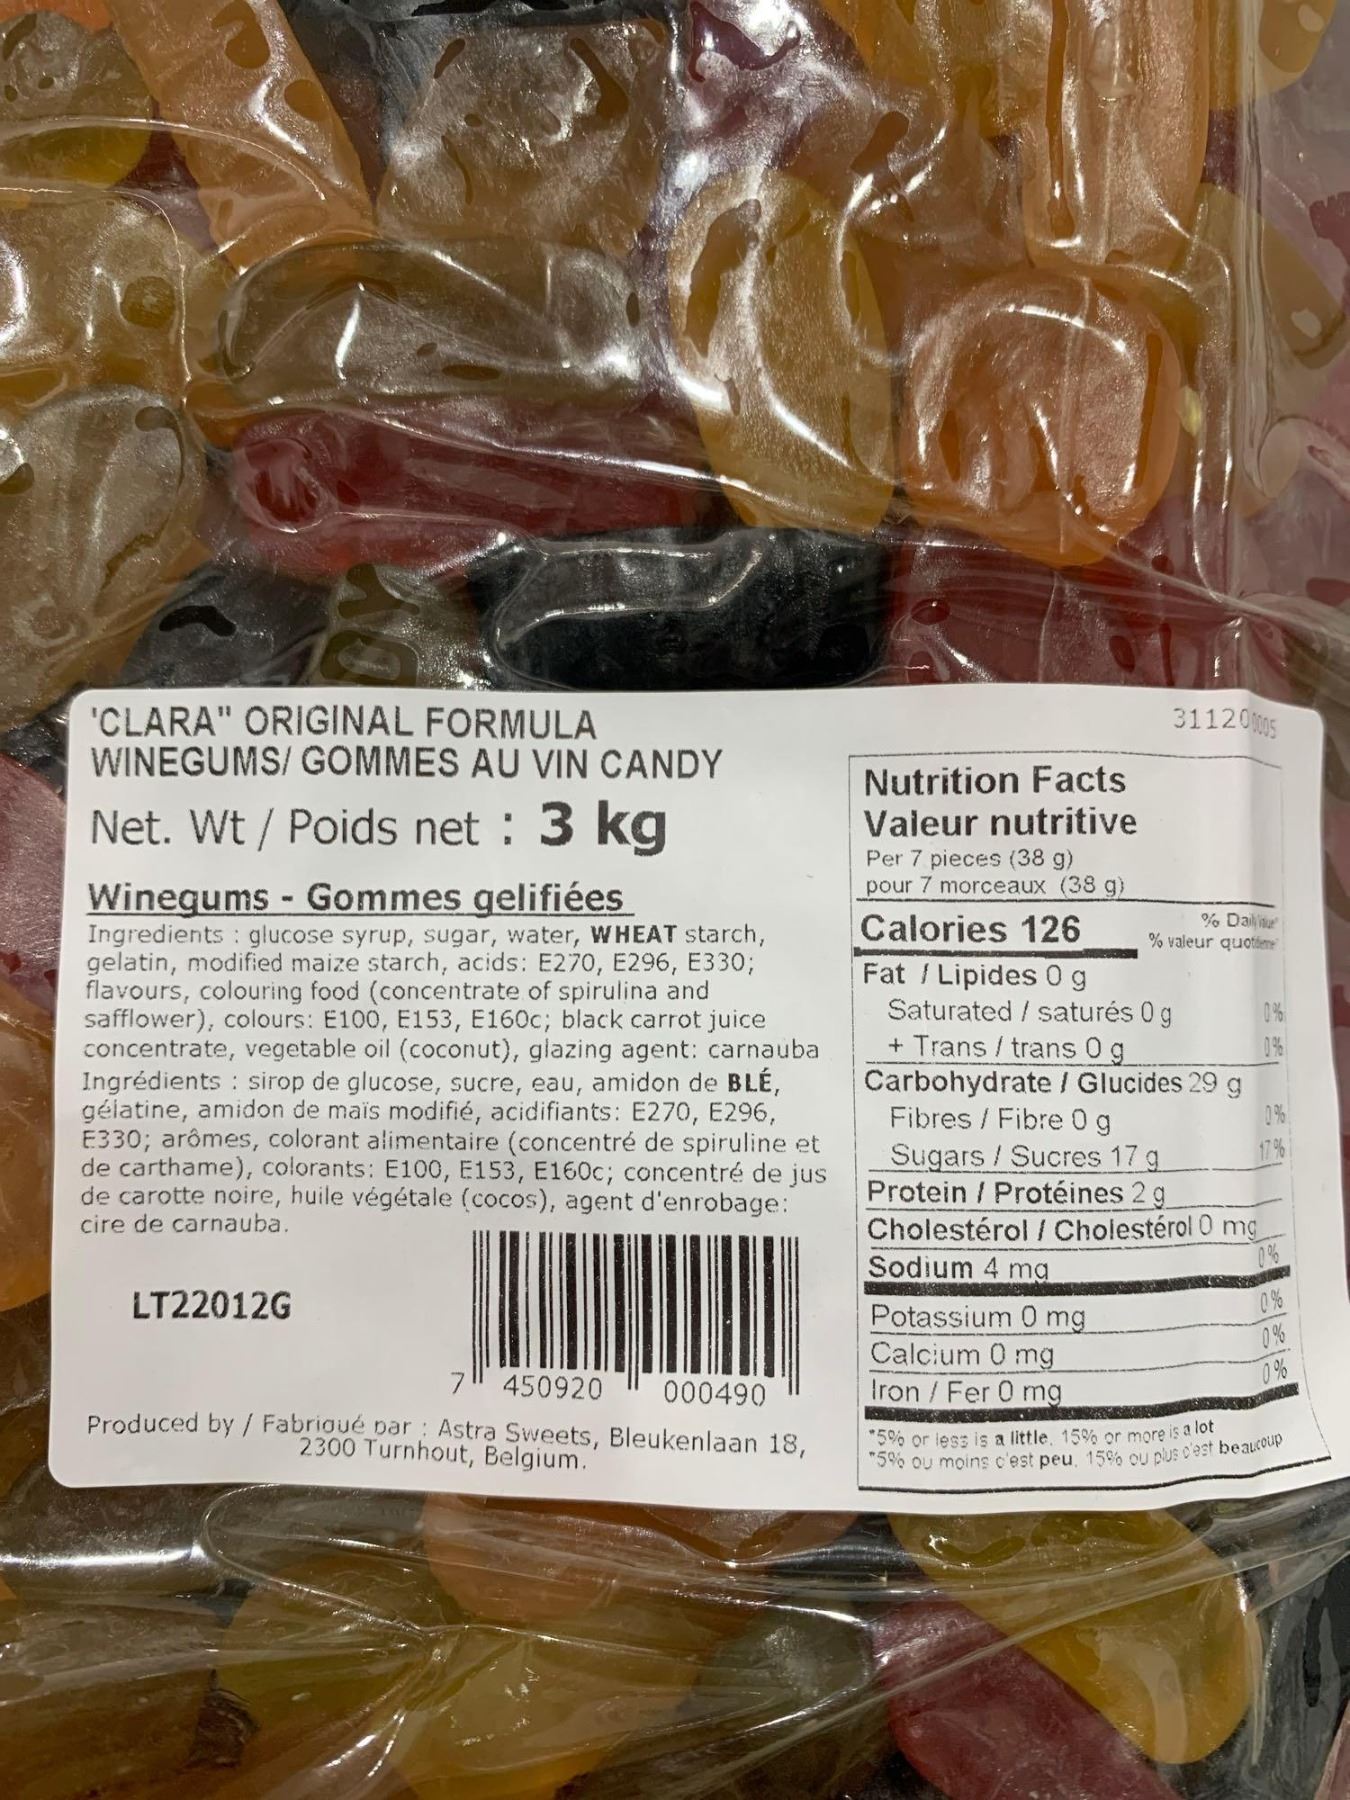 'CLARA" ORIGINAL FORMULA
WINEGUMS/ GOMMES AU VIN CANDY
Net. Wt / Poids net : 3 kg
Winegums - Gommes gelifiées
Ingredients : glucose syrup, sugar, water, WHEAT starch,
gelatin, modified maize starch, acids: E270, E296, E330;
flavours, colouring food (concentrate of spirulina and
safflower), colours: E100, E153, E160c; black carrot juice
concentrate, vegetable oil (coconut), glazing agent: carnauba
Ingrédients : sirop de glucose, sucre, eau, amidon de BLÉ,
gélatine, amidon de maïs modifié, acidifiants: E270, E296,
E330; arômes, colorant alimentaire (concentré de spiruline et
de carthame), colorants: E100, E153, E160c; concentré de jus
de carotte noire, huile végétale (cocos), agent d'enrobage:
cire de carnauba.
LT22012G
7 450920 000490
Produced by / Fabriqué par : Astra Sweets, Bleukenlaan 18,
2300 Turnhout, Belgium.
311200005
Nutrition Facts
Valeur nutritive
Per 7 pieces (38 g)
pour 7 morceaux (38 g)
Calories 126
% Daily Value*
% valeur quotidienne*
Fat / Lipides 0 g
Saturated / saturés 0 g 0%
+ Trans / trans 0 g 0%
Carbohydrate / Glucides 29 g
Fibres / Fibre 0 g 0%
Sugars / Sucres 17 g 17%
Protein / Protéines 2 g
Cholestérol / Cholestérol 0 mg
Sodium 4 mg 0%
Potassium 0 mg 0%
Calcium 0 mg 0%
Iron / Fer 0 mg 0%
*5% or less is a little, 15% or more is a lot
*5% ou moins c'est peu, 15% ou plus c'est beaucoup